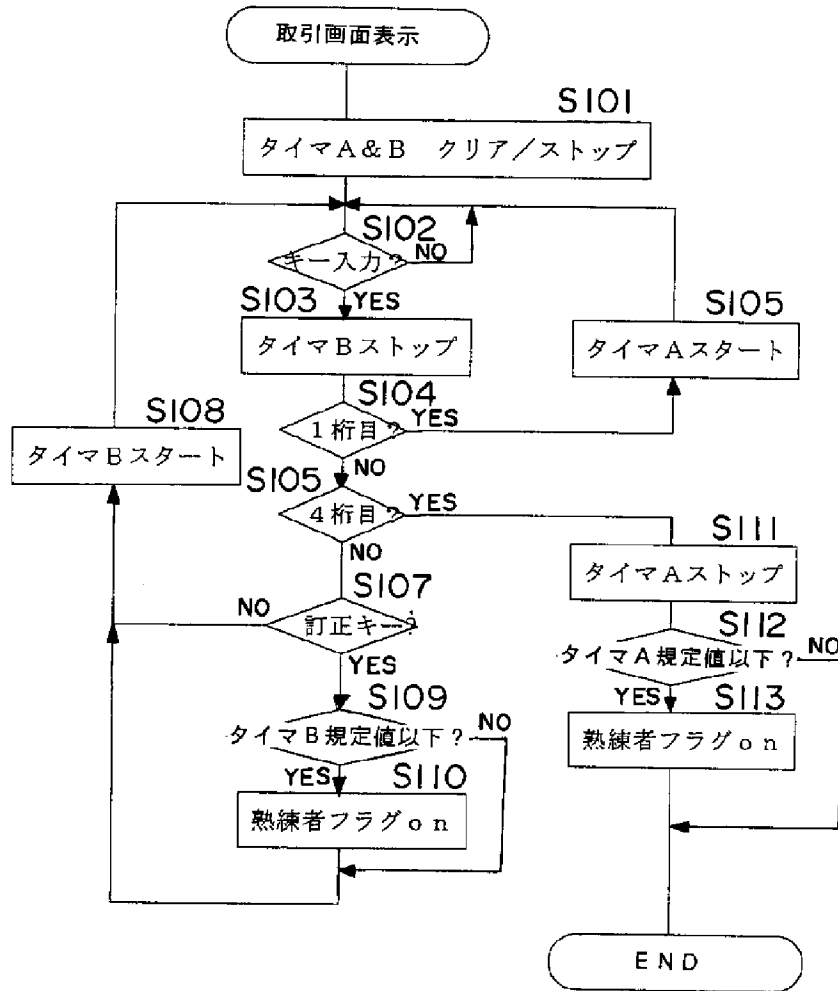 取引画面表示
S101
タイマA&B クリア/ストップ
S102
キー入力?
NO
S103
YES
タイマBストップ
S105
タイマAスタート
S104
1桁目?
YES
NO
S108
タイマBスタート
S105
4桁目?
YES
NO
S111
タイマAストップ
S107
訂正キー?
NO
YES
S112
タイマA規定値以下?
NO
YES
S113
熟練者フラグon
S109
タイマB規定値以下?
NO
YES
S110
熟練者フラグon
END